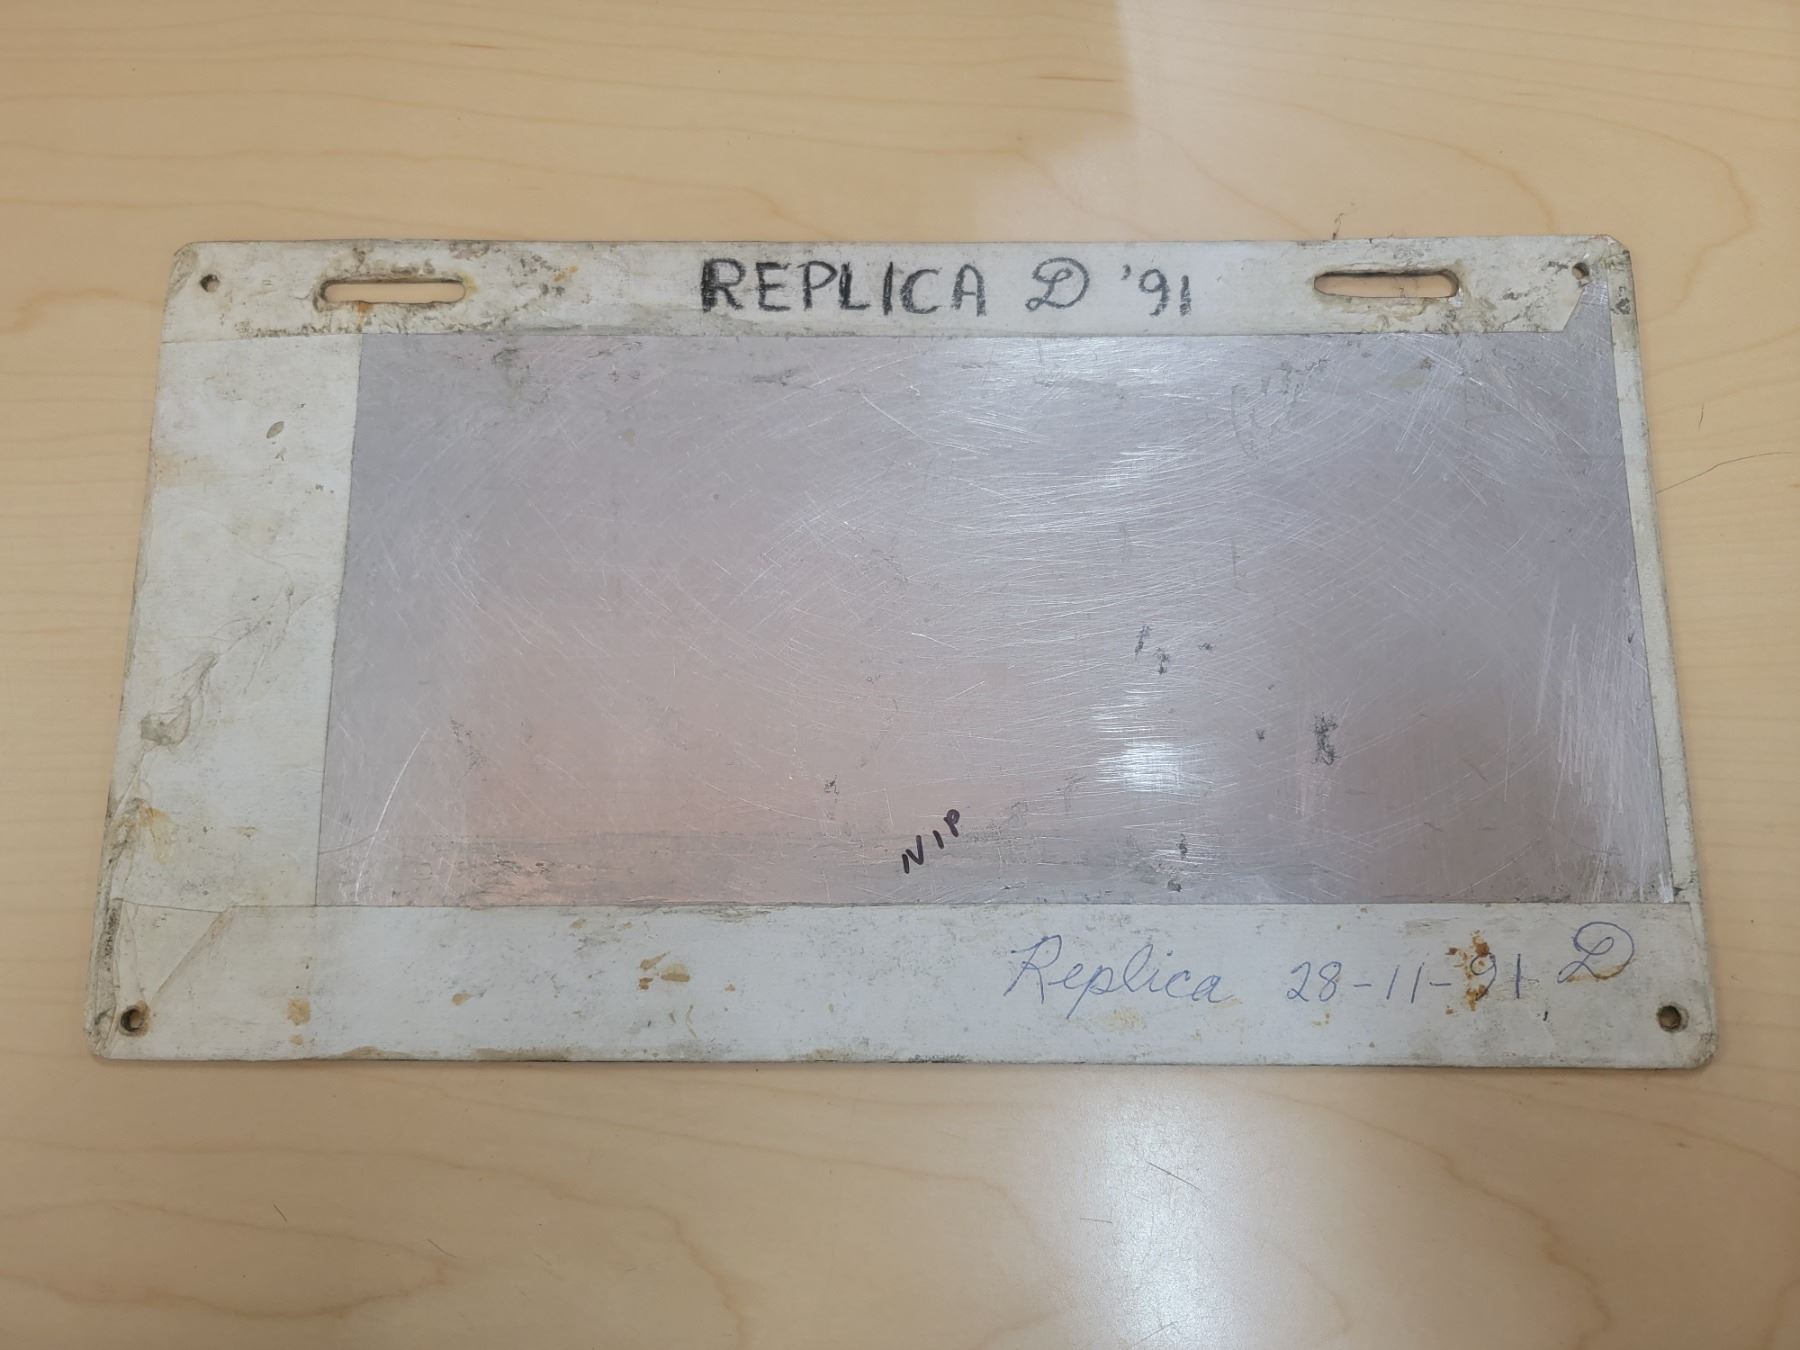 REPLICA D '91
NIP
Replica 28-11-91 D